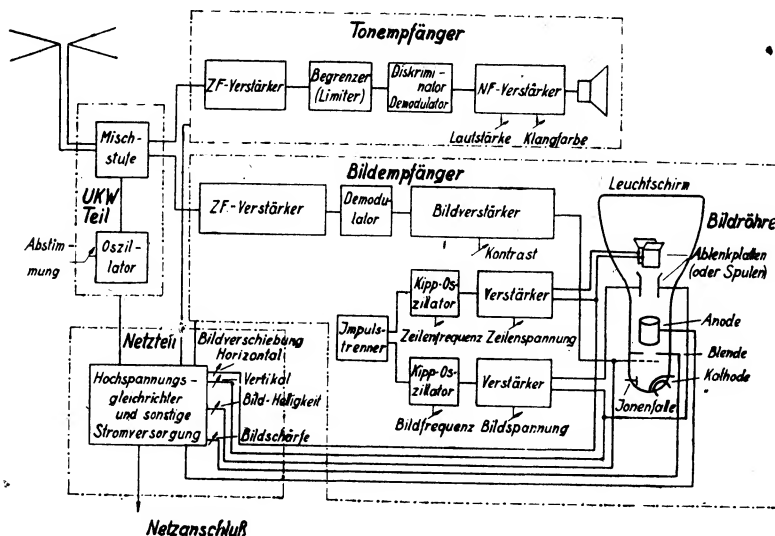 Tonempfänger
ZF-Verstärker
Begrenzer
(Limiter)
Diskrimi-
nator
Demodulator
NF-Verstärker
Lautstärke
Klangfarbe
Misch-
stufe
UKW
Teil
Abstim-
mung
Oszil-
lator
Bildempfänger
ZF-Verstärker
Demodu-
lator
Bildverstärker
Kontrast
Leuchtschirm
Bildröhre
Ablenkplatten
(oder Spulen)
Anode
Blende
Kathode
Jonenfalle
Impuls-
trenner
Kipp-Os-
zillator
Verstärker
Zeilenfrequenz
Zeilenspannung
Kipp-Os-
zillator
Verstärker
Bildfrequenz
Bildspannung
Netzteil
Bildverschiebung
Horizontal
Vertikal
Bild-Helligkeit
Bildschärfe
Hochspannungs-
gleichrichter
und sonstige
Stromversorgung
Netzanschluß